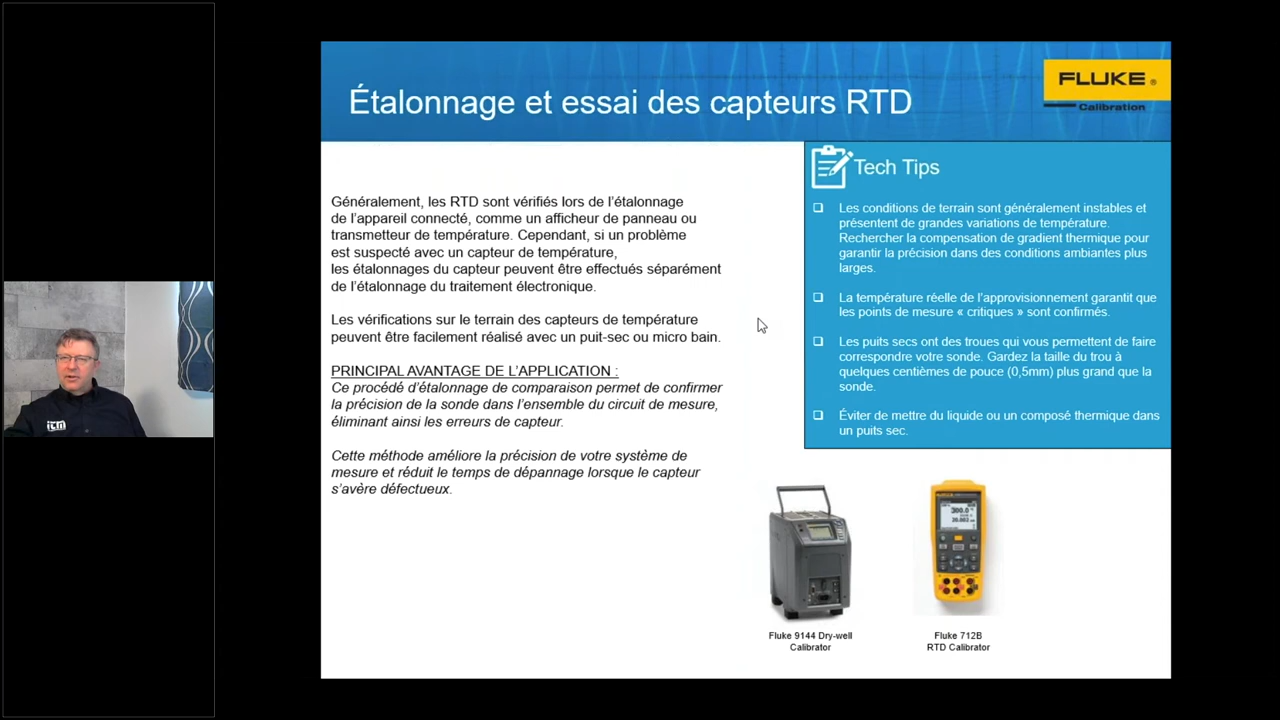 Étalonnage et essai des capteurs RTD
FLUKE®
Calibration
Généralement, les RTD sont vérifiés lors de l'étalonnage
de l'appareil connecté, comme un afficheur de panneau ou
transmetteur de température. Cependant, si un problème
est suspecté avec un capteur de température,
les étalonnages du capteur peuvent être effectués séparément
de l'étalonnage du traitement électronique.
Les vérifications sur le terrain des capteurs de température
peuvent être facilement réalisé avec un puit-sec ou micro bain.
PRINCIPAL AVANTAGE DE L'APPLICATION :
Ce procédé d'étalonnage de comparaison permet de confirmer
la précision de la sonde dans l'ensemble du circuit de mesure,
éliminant ainsi les erreurs de capteur.
Cette méthode améliore la précision de votre système de
mesure et réduit le temps de dépannage lorsque le capteur
s'avère défectueux.
Tech Tips
Les conditions de terrain sont généralement instables et
présentent de grandes variations de température.
Rechercher la compensation de gradient thermique pour
garantir la précision dans des conditions ambiantes plus
larges.
La température réelle de l'approvisionnement garantit que
les points de mesure « critiques » sont confirmés.
Les puits secs ont des troues qui vous permettent de faire
correspondre votre sonde. Gardez la taille du trou à
quelques centièmes de pouce (0,5mm) plus grand que la
sonde.
Éviter de mettre du liquide ou un composé thermique dans
un puits sec.
Fluke 9144 Dry-well
Calibrator
Fluke 712B
RTD Calibrator
itm